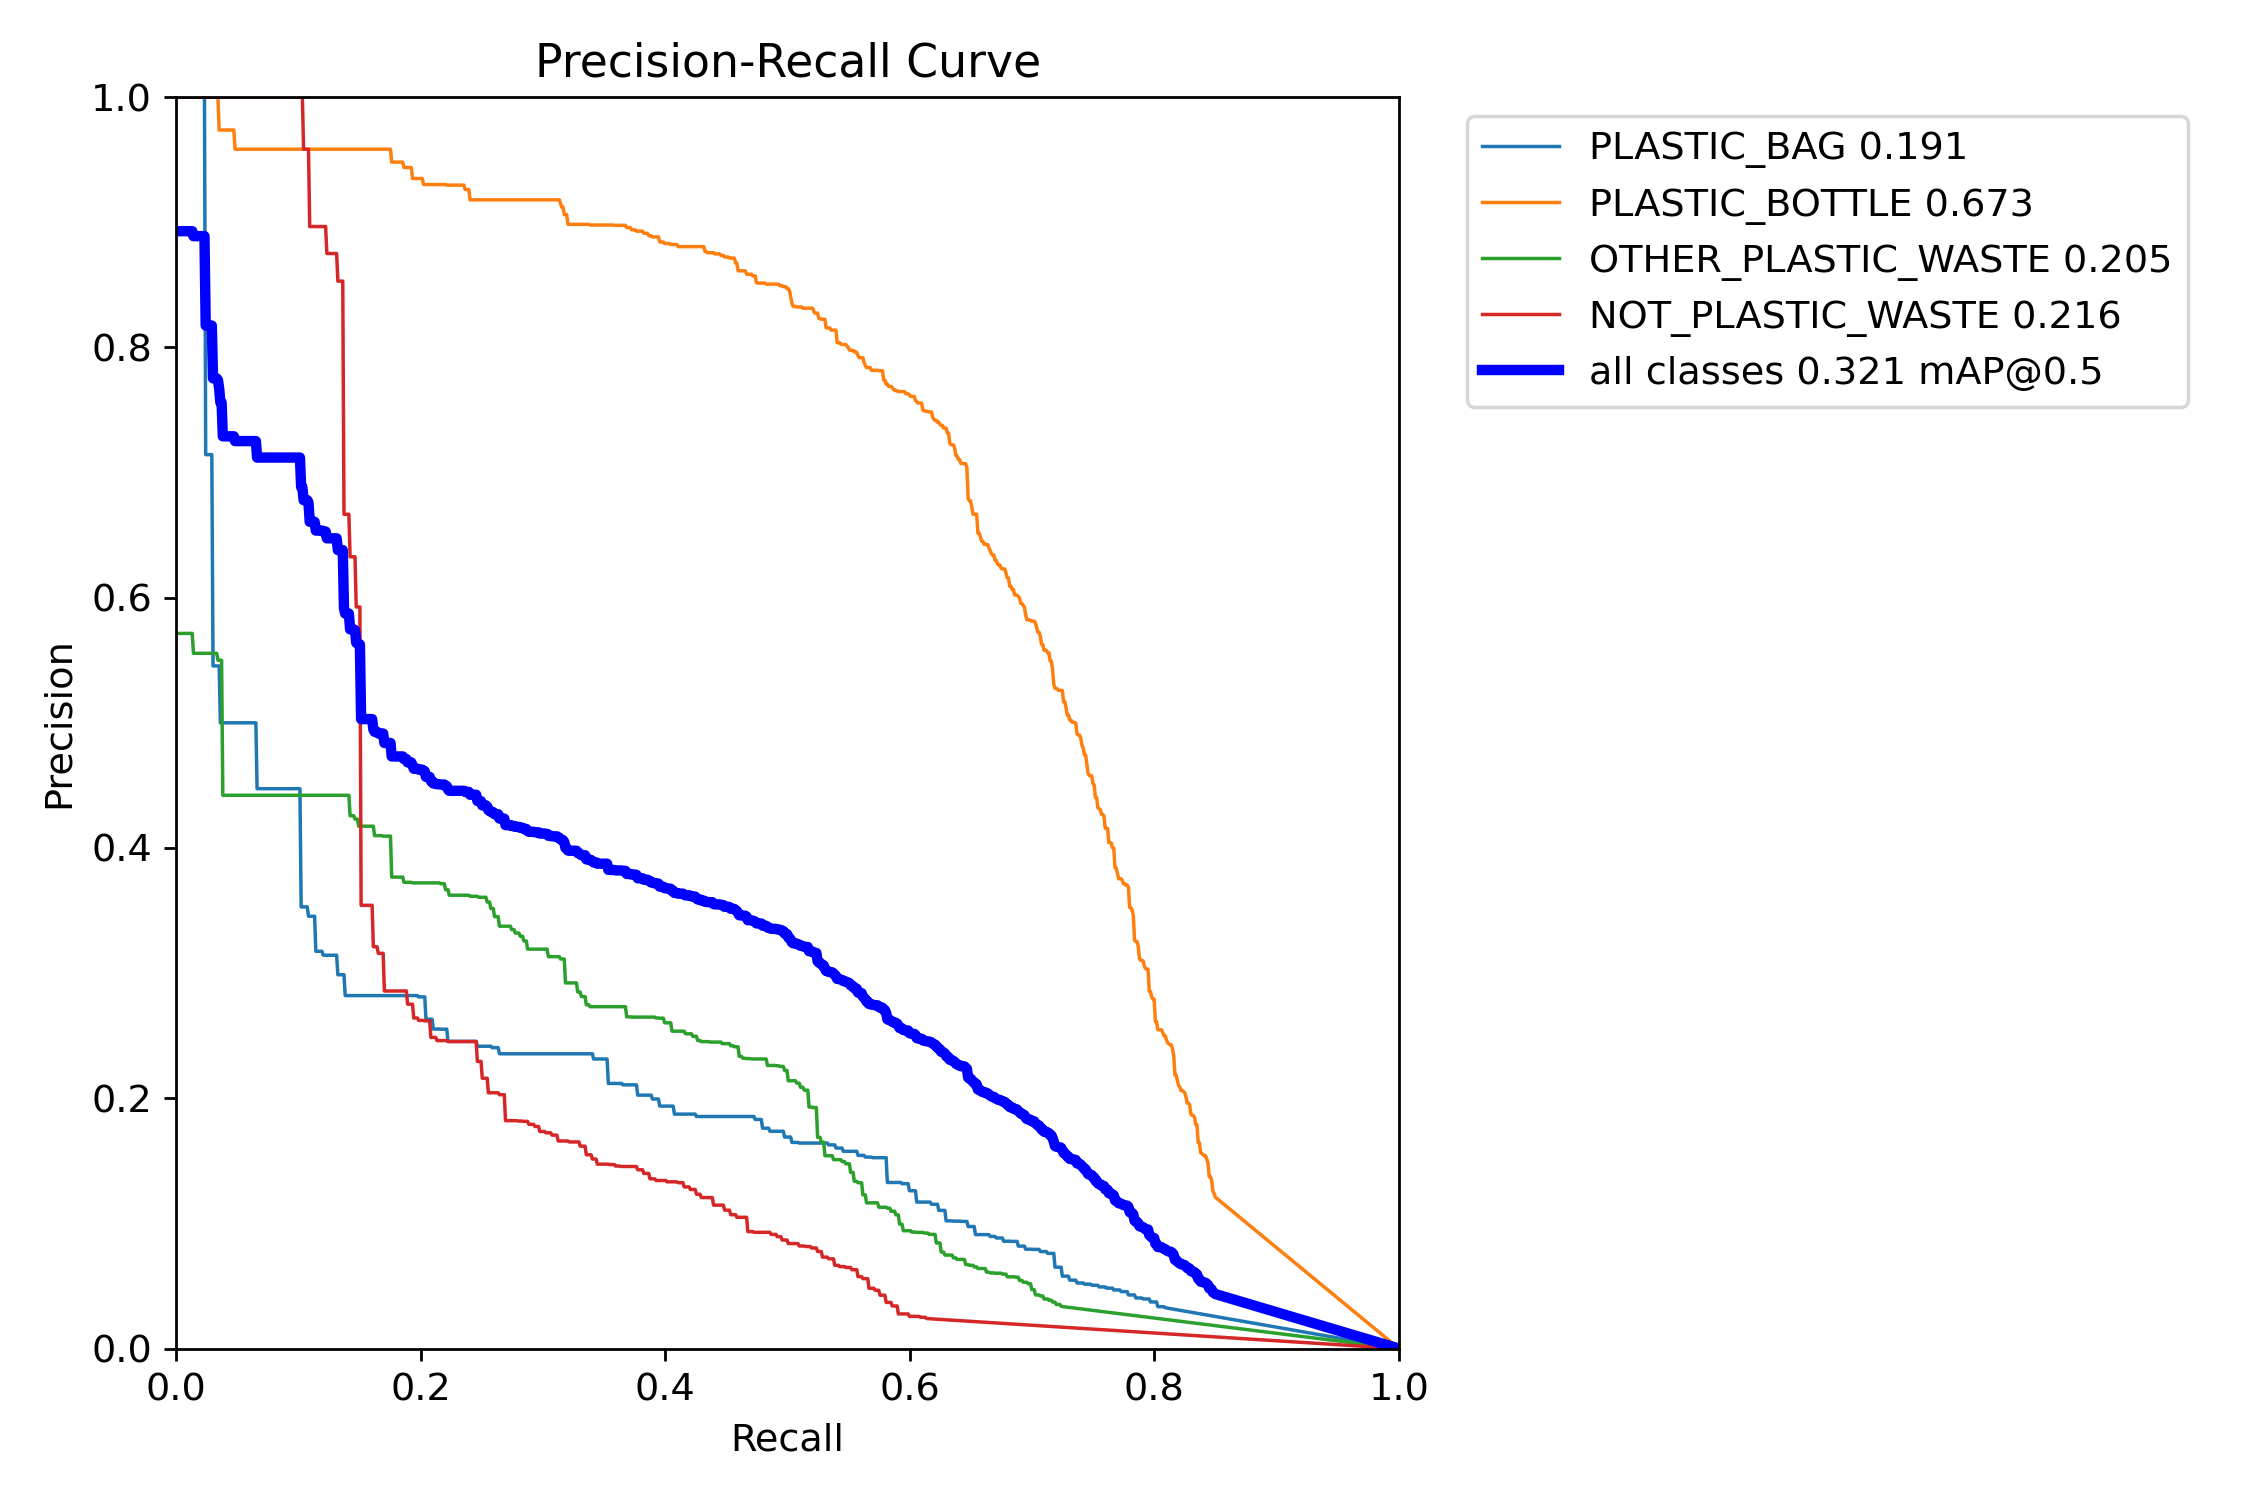 Precision-Recall Curve
1.0
0.8
0.6
0.4
0.2
0.0
Precision
0.0 0.2 0.4 0.6 0.8 1.0
Recall
PLASTIC_BAG 0.191
PLASTIC_BOTTLE 0.673
OTHER_PLASTIC_WASTE 0.205
NOT_PLASTIC_WASTE 0.216
all classes 0.321 mAP@0.5